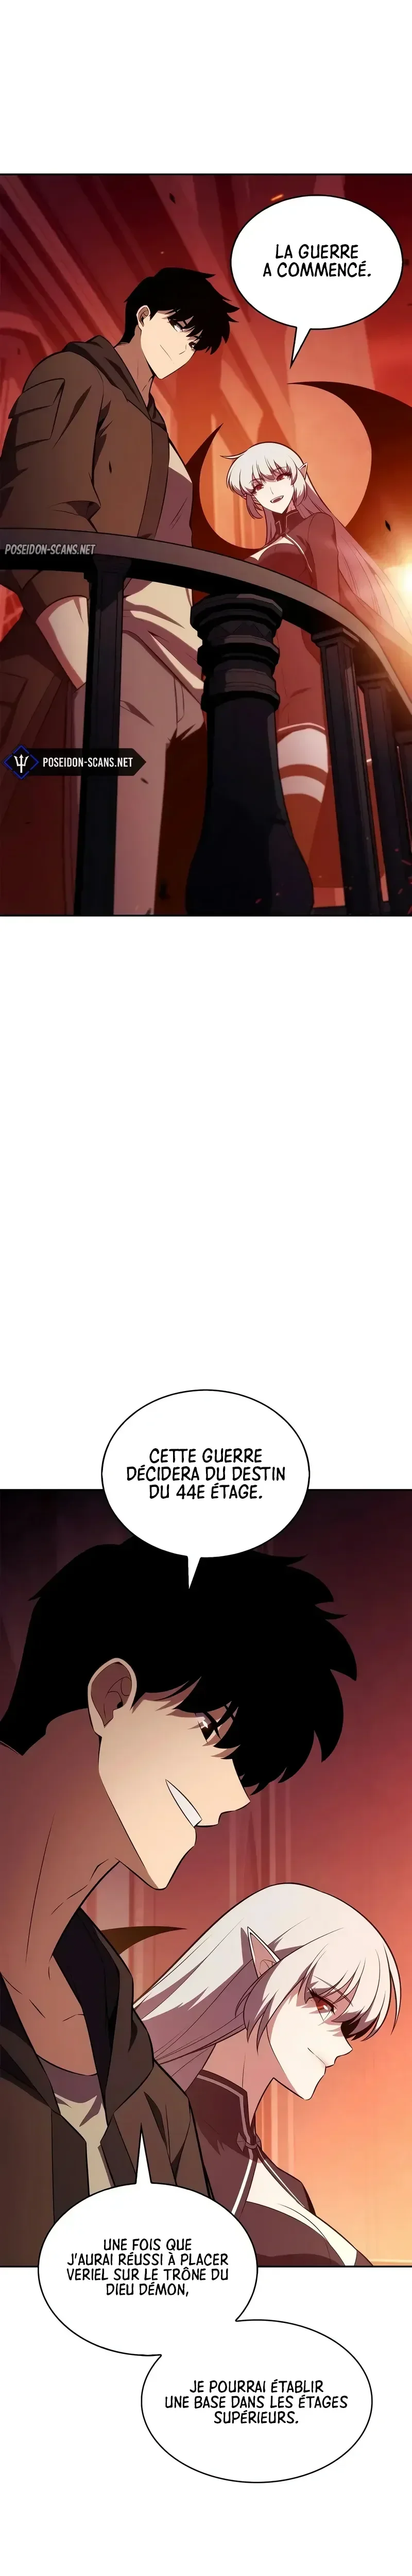 LA GUERRE
A COMMENCÉ.
POSEIDON-SCANS.NET
POSEIDON-SCANS.NET
CETTE GUERRE
DÉCIDERA DU DESTIN
DU 44E ÉTAGE.
UNE FOIS QUE
J'AURAI RÉUSSI À PLACER
VERIEL SUR LE TRÔNE DU
DIEU DÉMON,
JE POURRAI ÉTABLIR
UNE BASE DANS LES ÉTAGES
SUPÉRIEURS.